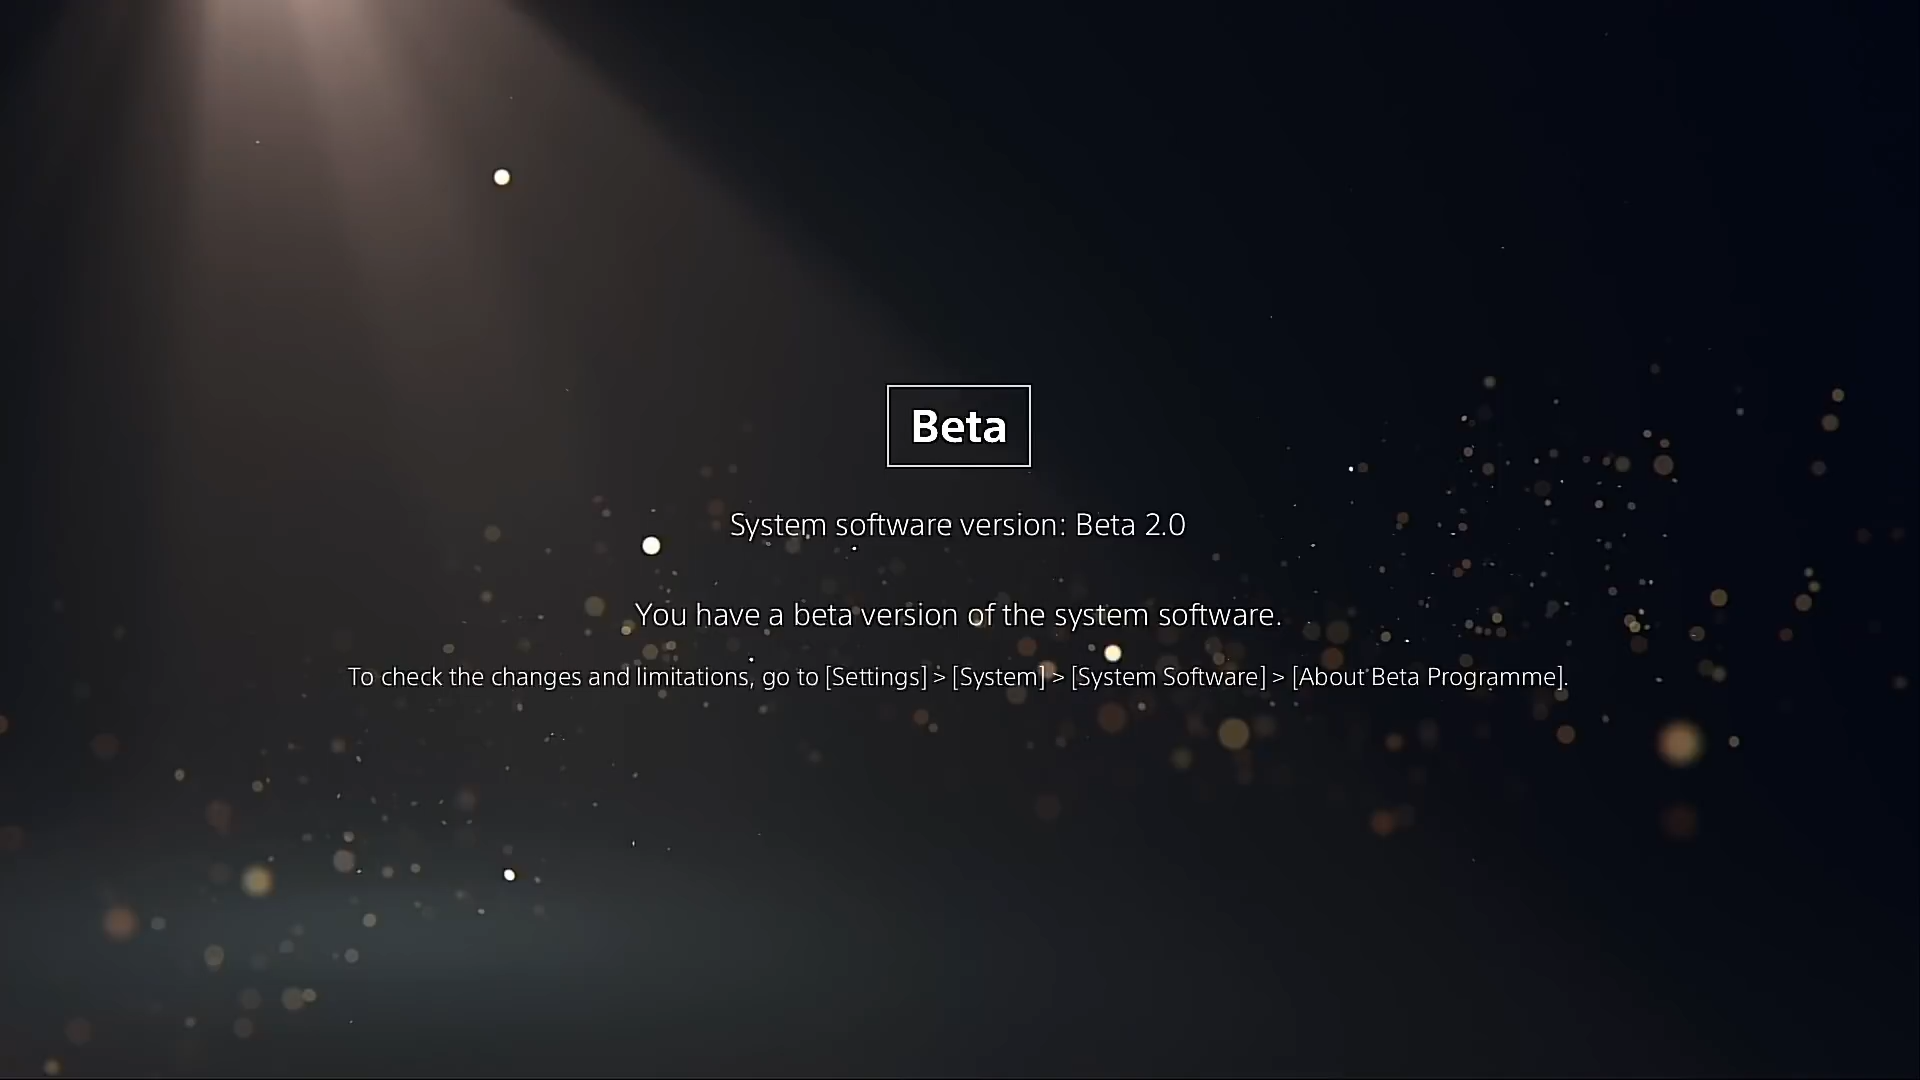 Beta
System software version: Beta 2.0
You have a beta version of the system software.
To check the changes and limitations, go to [Settings] > [System] > [System Software] > [About Beta Programme].